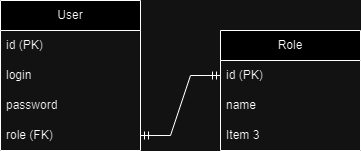 User
id (PK)
login
password
role (FK)
Role
id (PK)
name
Item 3